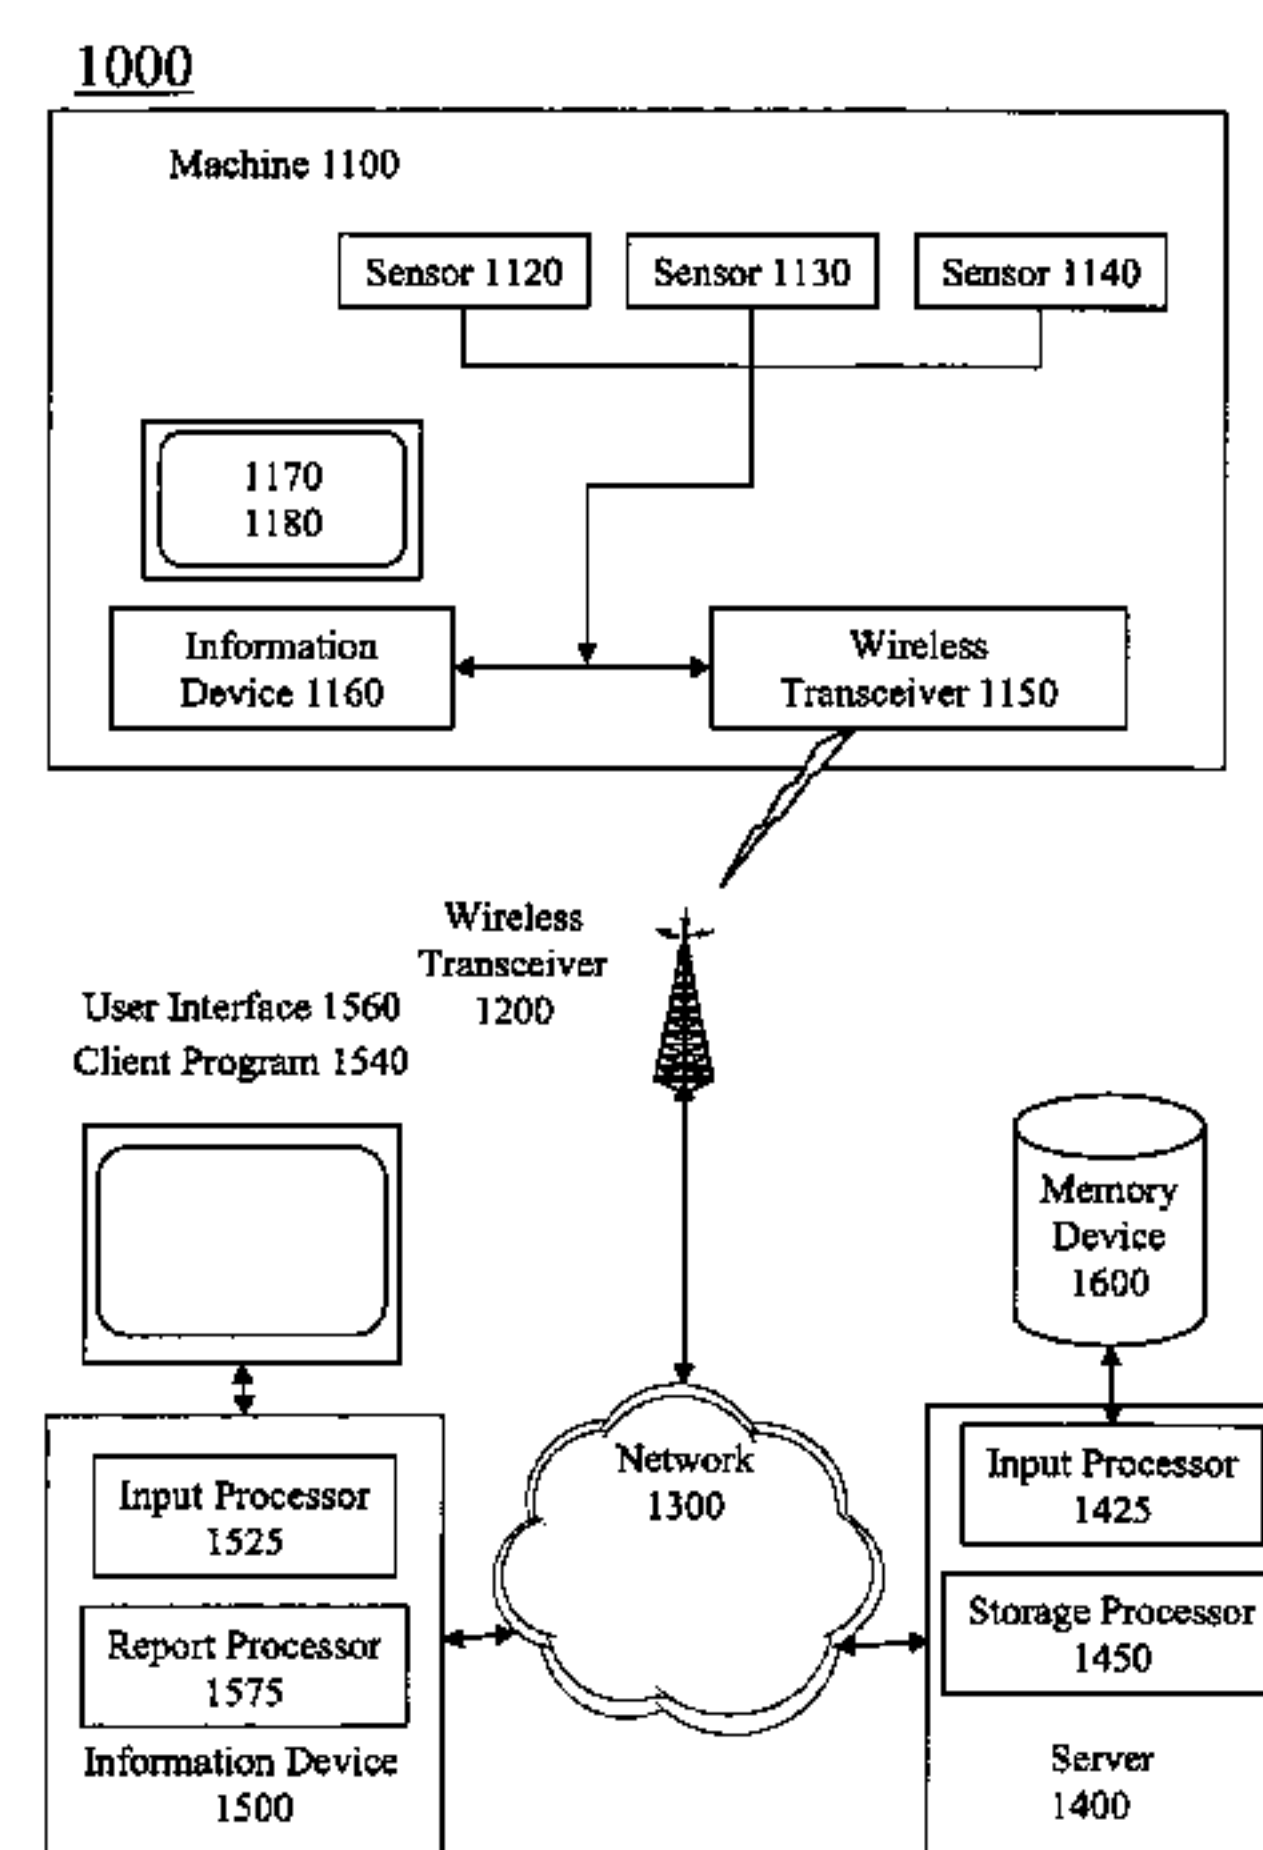 1000
Machine 1100
Sensor 1120
Sensor 1130
Sensor 1140
1170
1180
Information
Device 1160
Wireless
Transceiver 1150
Wireless
Transceiver
1200
User Interface 1560
Client Program 1540
Memory
Device
1600
Network
1300
Input Processor
1525
Report Processor
1575
Information Device
1500
Input Processor
1425
Storage Processor
1450
Server
1400